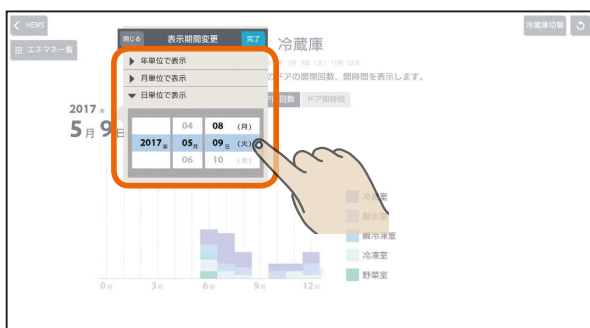 HEMS
エネマネ一覧
冷蔵庫切替
閉じる 表示期間変更 完了
冷蔵庫
のドアの開閉回数、開時間を表示します。
回数 ドア開時間
年単位で表示
月単位で表示
日単位で表示
04 08 (月)
2017年 05月 09日 (火)
06 10 (水)
2017年
5月 9日
冷蔵室
製氷室
瞬冷凍室
冷凍室
野菜室
0時 3時 6時 9時 12時